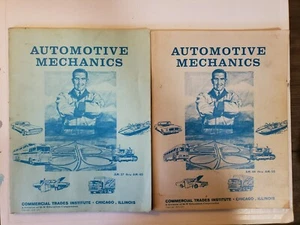 AUTOMOTIVE
MECHANICS
COMMERCIAL TRADES INSTITUTE · CHICAGO, ILLINOIS
AUTOMOTIVE
MECHANICS
COMMERCIAL TRADES INSTITUTE · CHICAGO, ILLINOIS